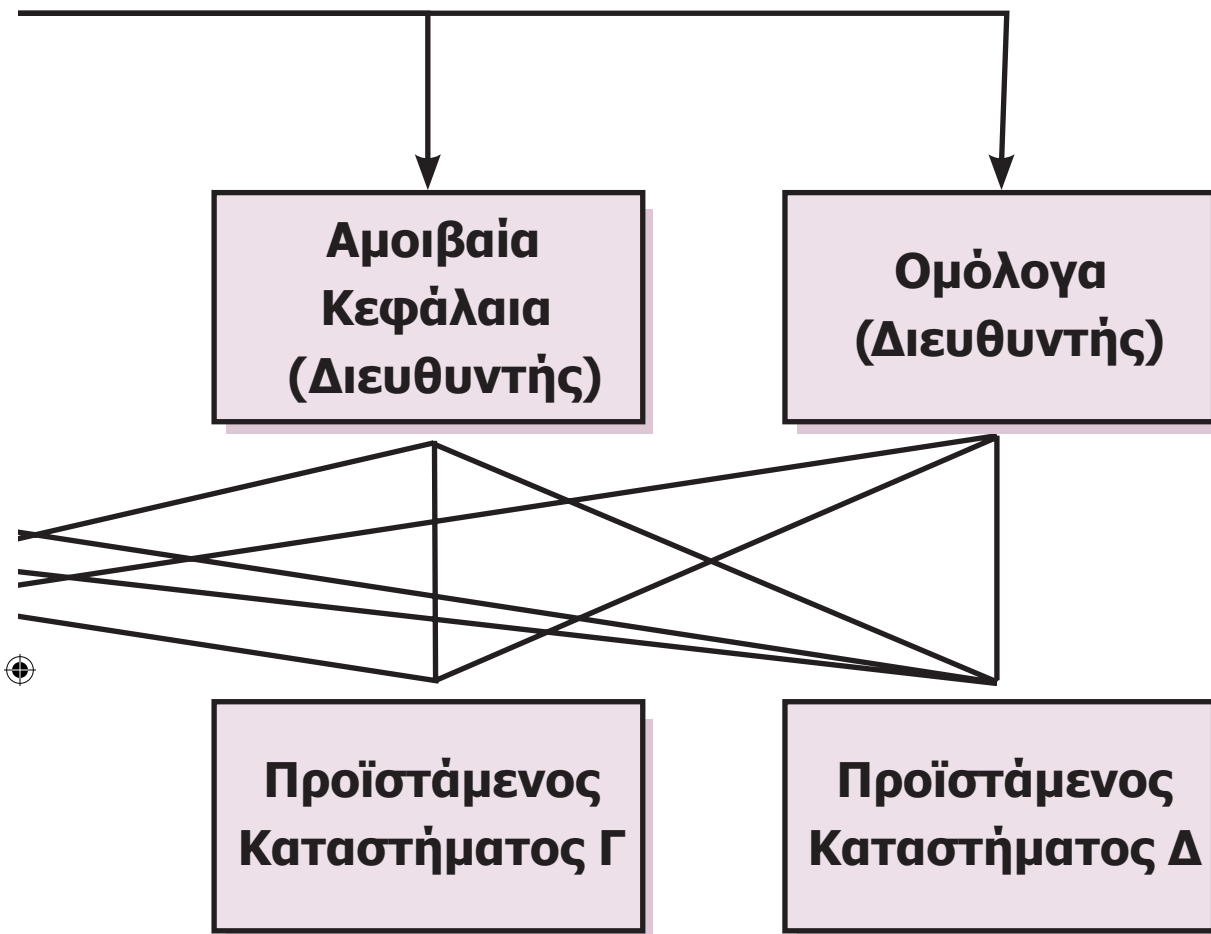 Αμοιβαία
Κεφάλαια
(Διευθυντής)
Ομόλογα
(Διευθυντής)
Προϊστάμενος
Καταστήματος Γ
Προϊστάμενος
Καταστήματος Δ